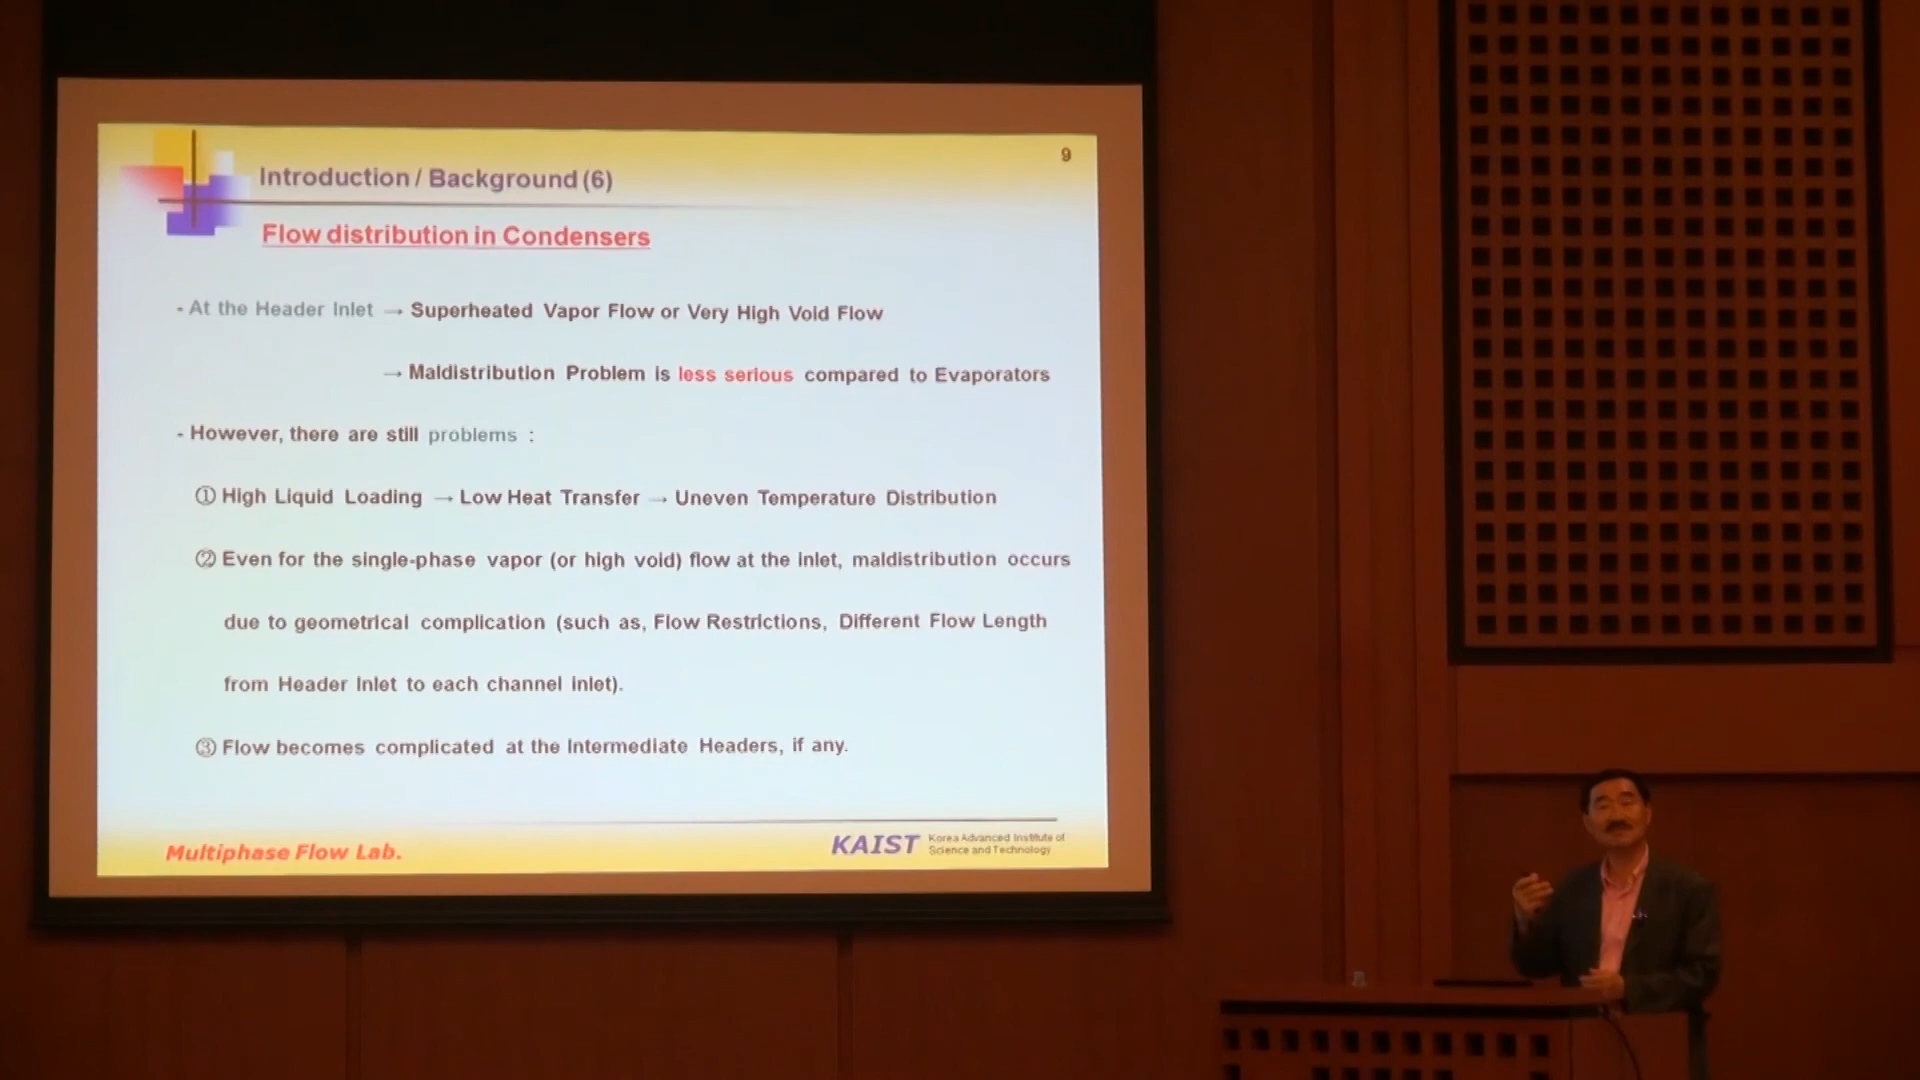 9
Introduction / Background (6)
Flow distribution in Condensers
- At the Header Inlet → Superheated Vapor Flow or Very High Void Flow
→ Maldistribution Problem is less serious compared to Evaporators
- However, there are still problems :
① High Liquid Loading → Low Heat Transfer → Uneven Temperature Distribution
② Even for the single-phase vapor (or high void) flow at the inlet, maldistribution occurs
due to geometrical complication (such as, Flow Restrictions, Different Flow Length
from Header Inlet to each channel inlet).
③ Flow becomes complicated at the Intermediate Headers, if any.
Multiphase Flow Lab.
KAIST
Korea Advanced Institute of
Science and Technology